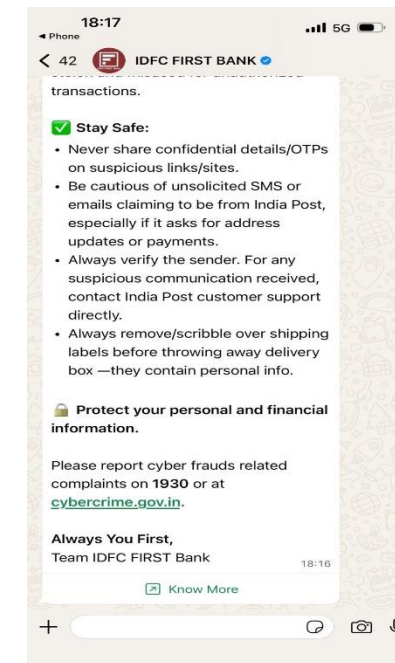 18:17
5G
◂ Phone
42
IDFC FIRST BANK
transactions.
✅ Stay Safe:
• Never share confidential details/OTPs
on suspicious links/sites.
• Be cautious of unsolicited SMS or
emails claiming to be from India Post,
especially if it asks for address
updates or payments.
• Always verify the sender. For any
suspicious communication received,
contact India Post customer support
directly.
• Always remove/scribble over shipping
labels before throwing away delivery
box —they contain personal info.
🔒 Protect your personal and financial
information.
Please report cyber frauds related
complaints on 1930 or at
cybercrime.gov.in.
Always You First,
Team IDFC FIRST Bank
18:16
Know More